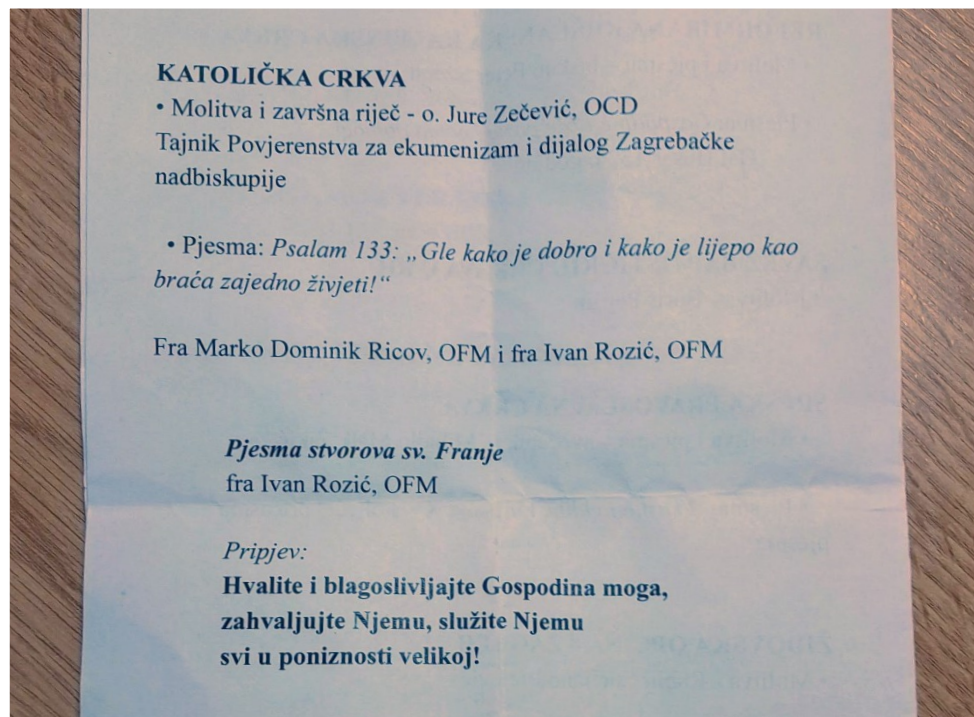 KATOLIČKA CRKVA
• Molitva i završna riječ - o. Jure Zečević, OCD
Tajnik Povjerenstva za ekumenizam i dijalog Zagrebačke
nadbiskupije
• Pjesma: Psalam 133: „Gle kako je dobro i kako je lijepo kao
braća zajedno živjeti!“
Fra Marko Dominik Ricov, OFM i fra Ivan Rozić, OFM
Pjesma stvorova sv. Franje
fra Ivan Rozić, OFM
Pripjev:
Hvalite i blagoslivljajte Gospodina moga,
zahvaljujte Njemu, služite Njemu
svi u poniznosti velikoj!